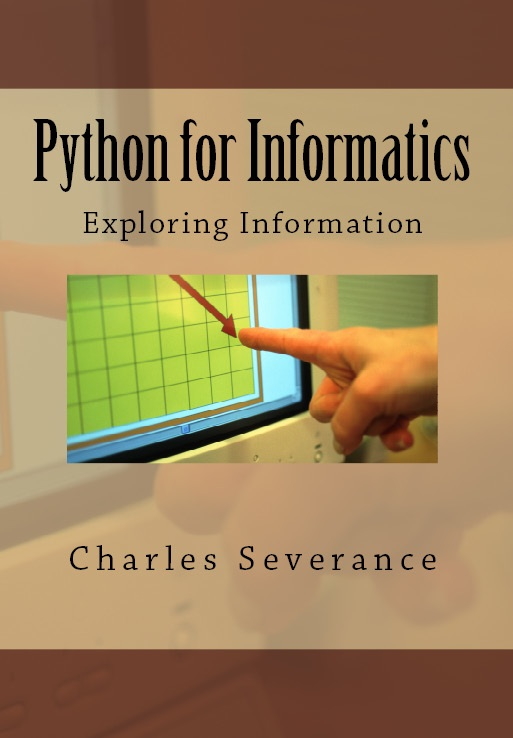 Python for Informatics
Exploring Information
Charles Severance